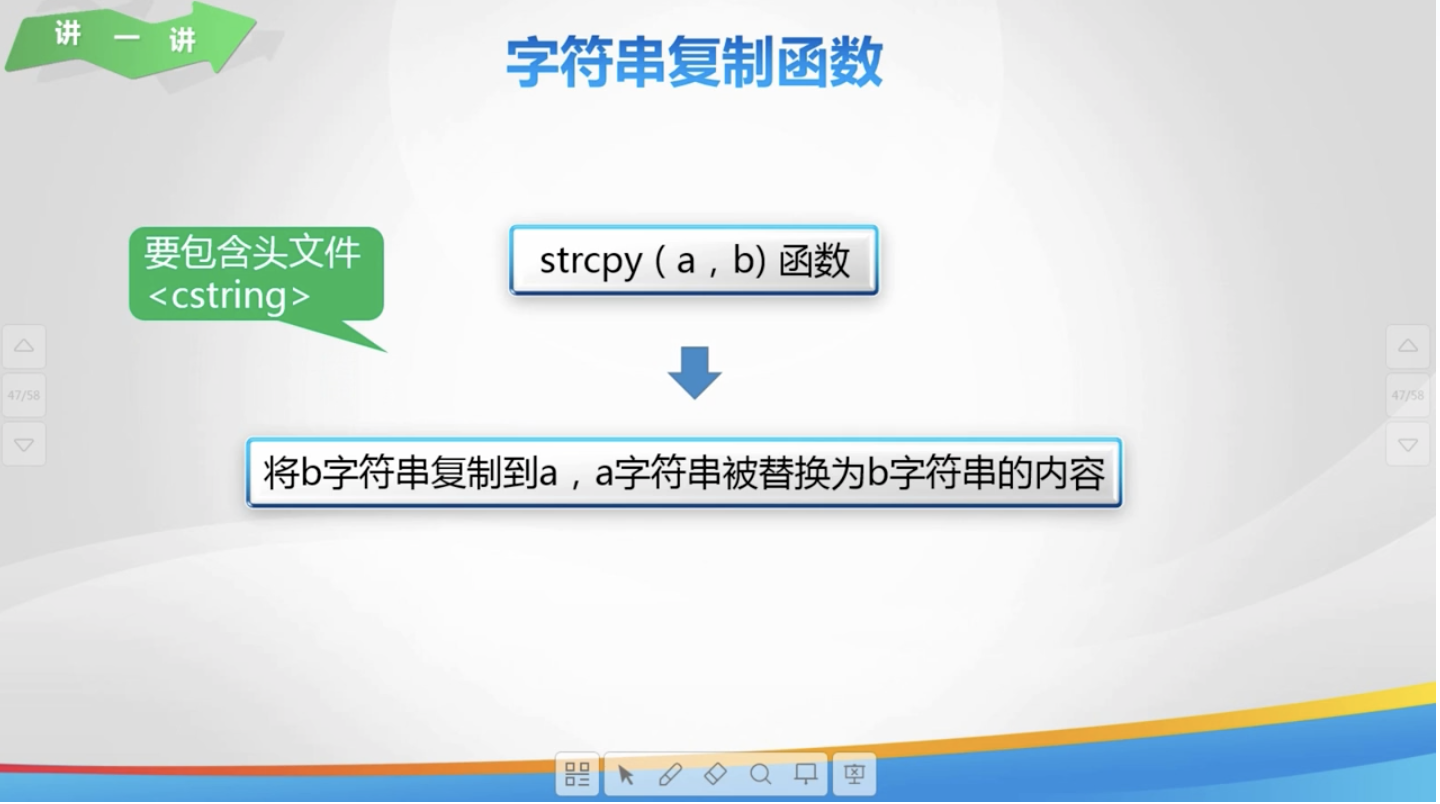 讲 一 讲
字符串复制函数
要包含头文件
<cstring>
strcpy（a，b) 函数
将b字符串复制到a，a字符串被替换为b字符串的内容
47/58
47/58